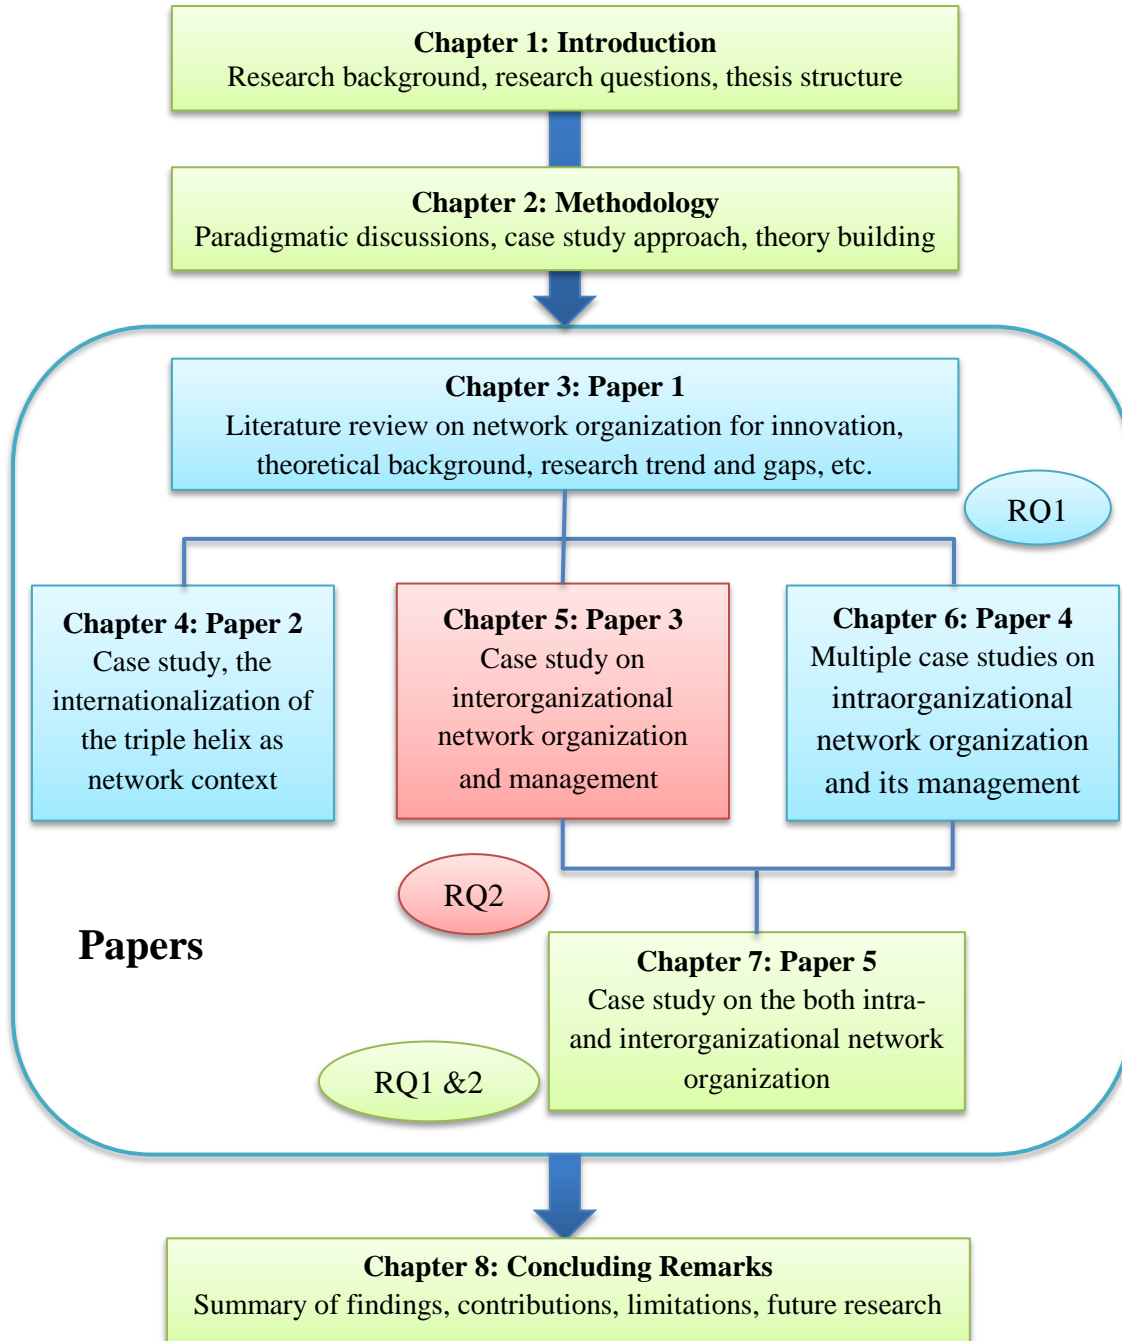 Chapter 1: Introduction
Research background, research questions, thesis structure
Chapter 2: Methodology
Paradigmatic discussions, case study approach, theory building
Chapter 3: Paper 1
Literature review on network organization for innovation,
theoretical background, research trend and gaps, etc.
RQ1
Chapter 4: Paper 2
Case study, the
internationalization of
the triple helix as
network context
Chapter 5: Paper 3
Case study on
interorganizational
network organization
and management
Chapter 6: Paper 4
Multiple case studies on
intraorganizational
network organization
and its management
RQ2
Papers
Chapter 7: Paper 5
Case study on the both intra-
and interorganizational network
organization
RQ1 &2
Chapter 8: Concluding Remarks
Summary of findings, contributions, limitations, future research